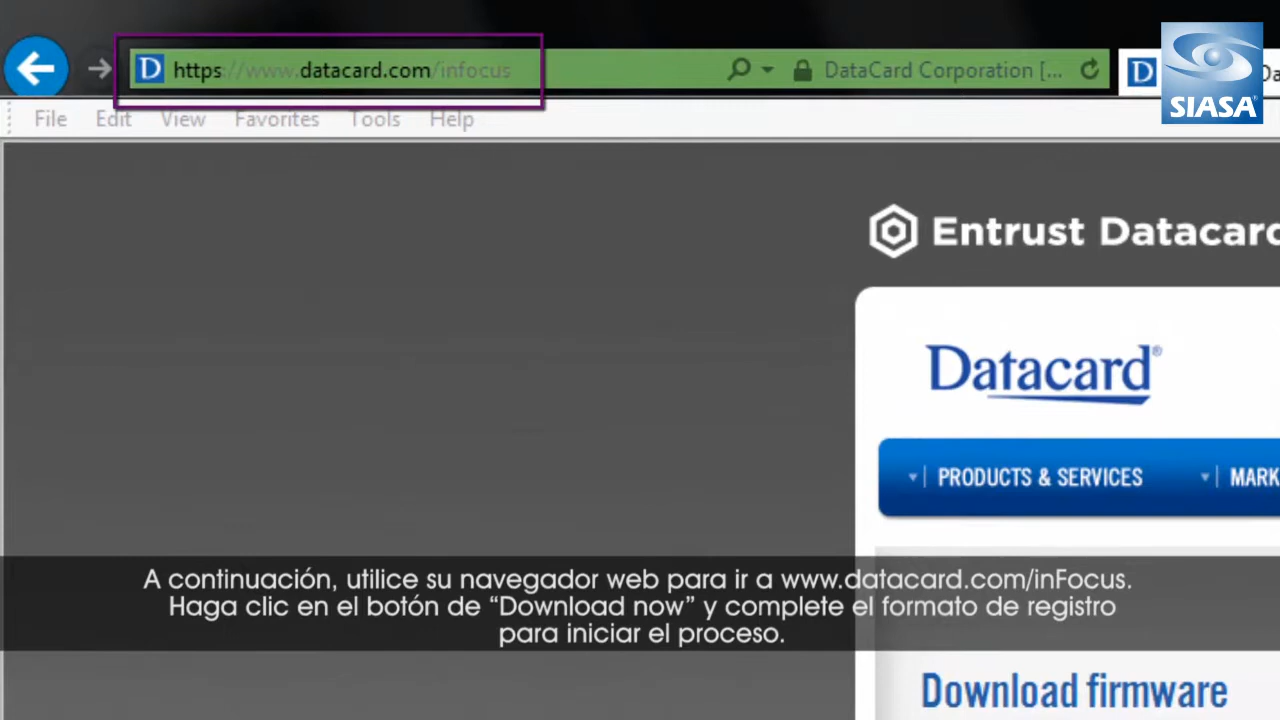 D https://www.datacard.com/infocus
DataCard Corporation [...
D
Da
SIASA®
File Edit View Favorites Tools Help
Entrust Datacard
Datacard®
PRODUCTS & SERVICES
MARK
A continuación, utilice su navegador web para ir a www.datacard.com/inFocus.
Haga clic en el botón de “Download now” y complete el formato de registro
para iniciar el proceso.
Download firmware